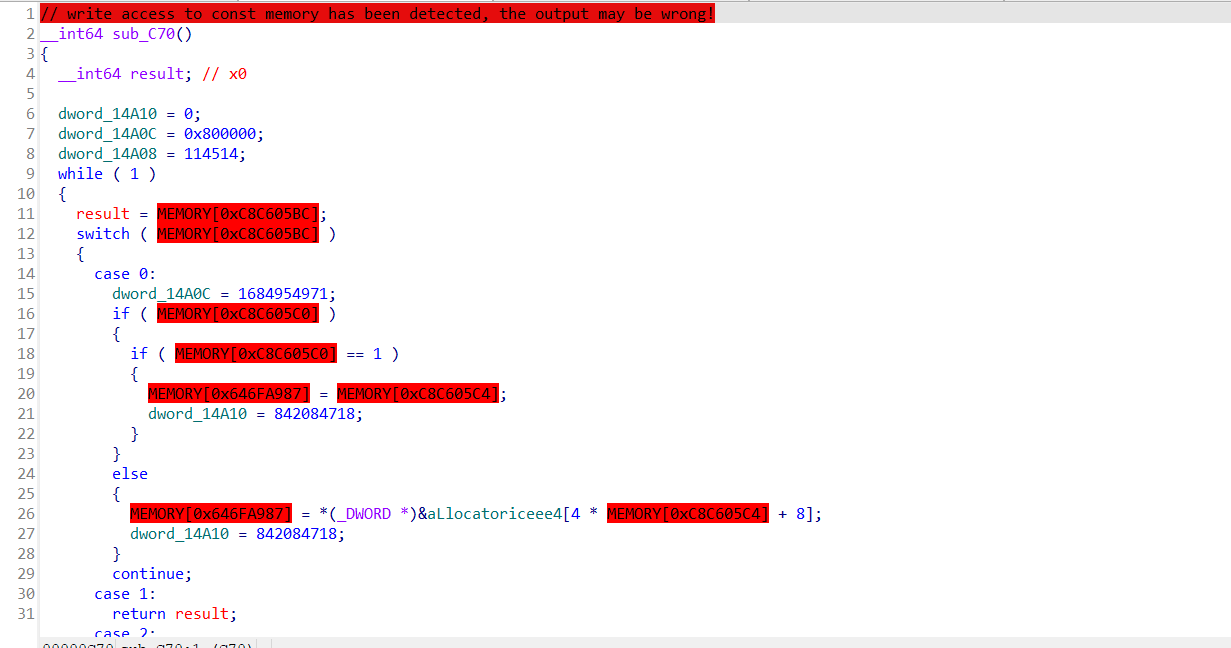 1 // write access to const memory has been detected, the output may be wrong!
2 __int64 sub_C70()
3 {
4 __int64 result; // x0
5
6 dword_14A10 = 0;
7 dword_14A0C = 0x800000;
8 dword_14A08 = 114514;
9 while ( 1 )
10 {
11 result = MEMORY[0xC8C605BC];
12 switch ( MEMORY[0xC8C605BC] )
13 {
14 case 0:
15 dword_14A0C = 1684954971;
16 if ( MEMORY[0xC8C605C0] )
17 {
18 if ( MEMORY[0xC8C605C0] == 1 )
19 {
20 MEMORY[0x646FA987] = MEMORY[0xC8C605C4];
21 dword_14A10 = 842084718;
22 }
23 }
24 else
25 {
26 MEMORY[0x646FA987] = *(_DWORD *)&aLlocatoriceee4[4 * MEMORY[0xC8C605C4] + 8];
27 dword_14A10 = 842084718;
28 }
29 continue;
30 case 1:
31 return result;
case 2:
00000C70 sub_C70:1 (C70)